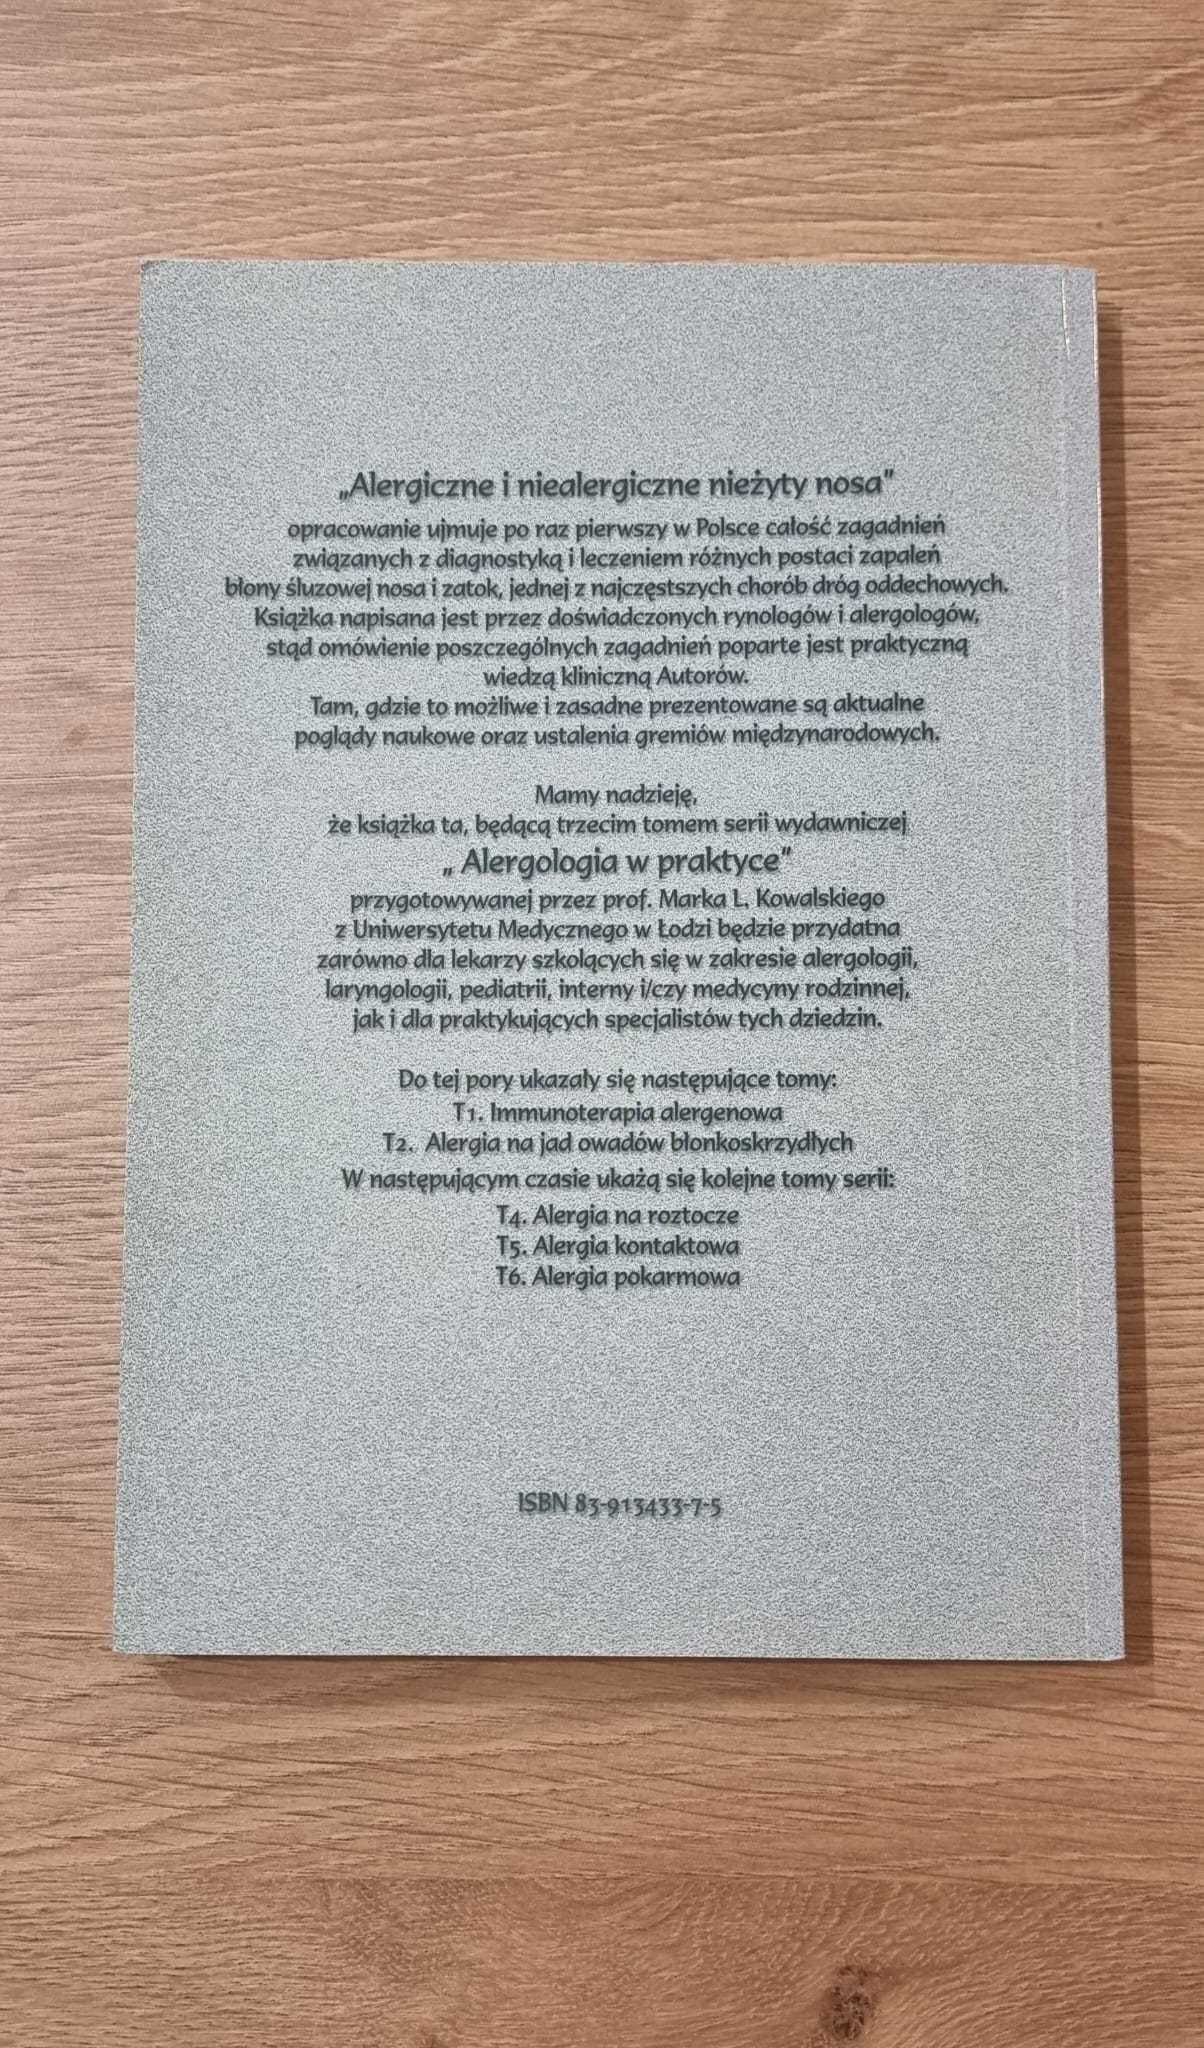 „Alergiczne i niealergiczne nieżyty nosa"
opracowanie ujmuje po raz pierwszy w Polsce całość zagadnień
związanych z diagnostyką i leczeniem różnych postaci zapaleń
błony śluzowej nosa i zatok, jednej z najczęstszych chorób dróg oddechowych.
Książka napisana jest przez doświadczonych rynologów i alergologów,
stąd omówienie poszczególnych zagadnień poparte jest praktyczną
wiedzą kliniczną Autorów.
Tam, gdzie to możliwe i zasadne prezentowane są aktualne
poglądy naukowe oraz ustalenia gremiów międzynarodowych.
Mamy nadzieję,
że książka ta, będącą trzecim tomem serii wydawniczej
„ Alergologia w praktyce"
przygotowywanej przez prof. Marka L. Kowalskiego
z Uniwersytetu Medycznego w Łodzi będzie przydatna
zarówno dla lekarzy szkolących się w zakresie alergologii,
laryngologii, pediatrii, interny i/czy medycyny rodzinnej,
jak i dla praktykujących specjalistów tych dziedzin.
Do tej pory ukazały się następujące tomy:
T1. Immunoterapia alergenowa
T2. Alergia na jad owadów błonkoskrzydłych
W następującym czasie ukażą się kolejne tomy serii:
T4. Alergia na roztocze
T5. Alergia kontaktowa
T6. Alergia pokarmowa
ISBN 83-913433-7-5